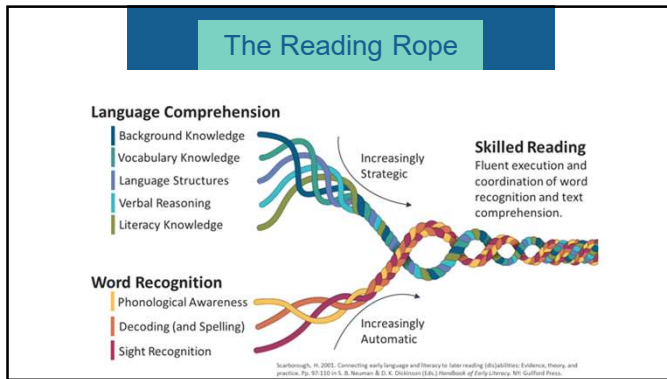 The Reading Rope
Language Comprehension
Background Knowledge
Vocabulary Knowledge
Language Structures
Verbal Reasoning
Literacy Knowledge
Increasingly
Strategic
Skilled Reading
Fluent execution and
coordination of word
recognition and text
comprehension.
Word Recognition
Phonological Awareness
Decoding (and Spelling)
Sight Recognition
Increasingly
Automatic
Scarborough, H. 2001. Connecting early language and literacy to later reading (dis)abilities: Evidence, theory, and
practice. Pp. 97-110 in S. B. Neuman & D. K. Dickinson (Eds.) Handbook of Early Literacy. NY: Guilford Press.